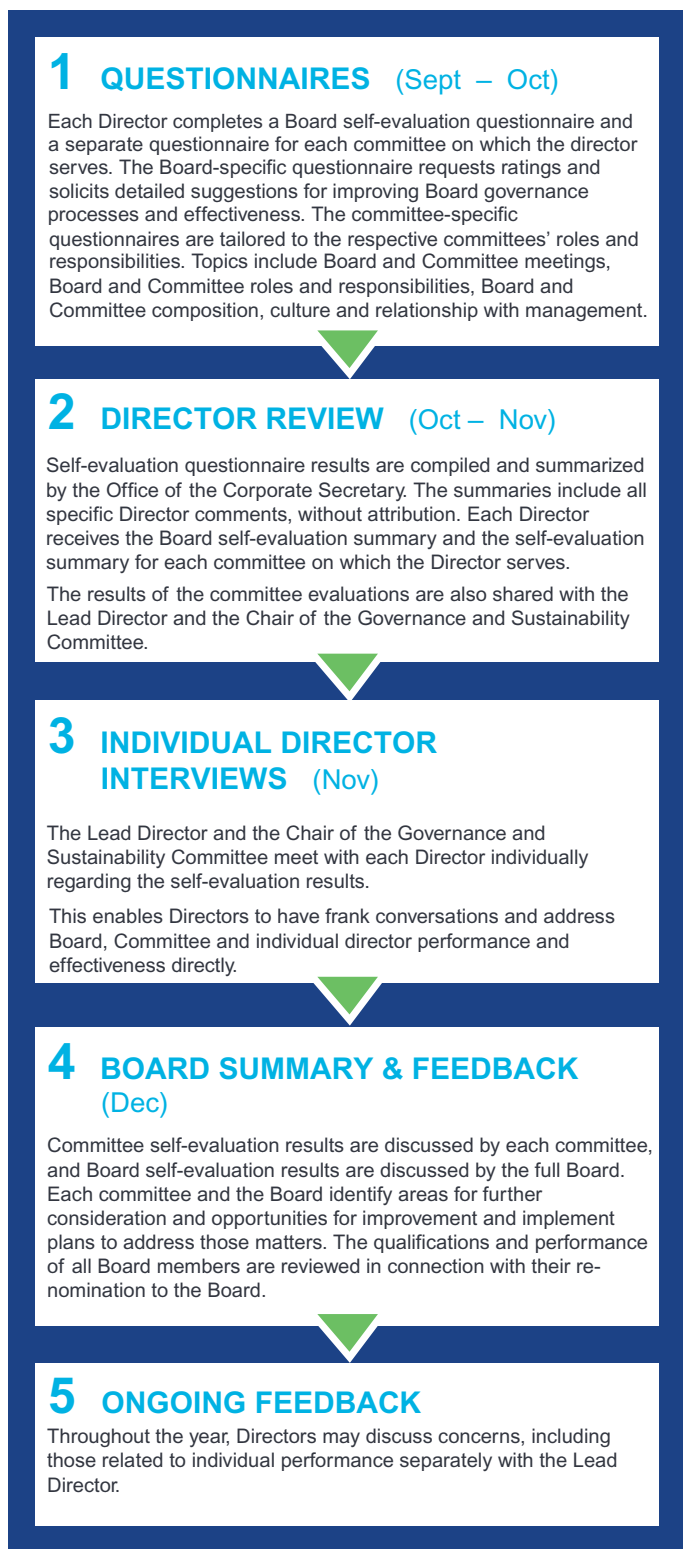 1 QUESTIONNAIRES (Sept – Oct)
Each Director completes a Board self-evaluation questionnaire and
a separate questionnaire for each committee on which the director
serves. The Board-specific questionnaire requests ratings and
solicits detailed suggestions for improving Board governance
processes and effectiveness. The committee-specific
questionnaires are tailored to the respective committees’ roles and
responsibilities. Topics include Board and Committee meetings,
Board and Committee roles and responsibilities, Board and
Committee composition, culture and relationship with management.
2 DIRECTOR REVIEW (Oct – Nov)
Self-evaluation questionnaire results are compiled and summarized
by the Office of the Corporate Secretary. The summaries include all
specific Director comments, without attribution. Each Director
receives the Board self-evaluation summary and the self-evaluation
summary for each committee on which the Director serves.
The results of the committee evaluations are also shared with the
Lead Director and the Chair of the Governance and Sustainability
Committee.
3 INDIVIDUAL DIRECTOR
INTERVIEWS (Nov)
The Lead Director and the Chair of the Governance and
Sustainability Committee meet with each Director individually
regarding the self-evaluation results.
This enables Directors to have frank conversations and address
Board, Committee and individual director performance and
effectiveness directly.
4 BOARD SUMMARY & FEEDBACK
(Dec)
Committee self-evaluation results are discussed by each committee,
and Board self-evaluation results are discussed by the full Board.
Each committee and the Board identify areas for further
consideration and opportunities for improvement and implement
plans to address those matters. The qualifications and performance
of all Board members are reviewed in connection with their re-
nomination to the Board.
5 ONGOING FEEDBACK
Throughout the year, Directors may discuss concerns, including
those related to individual performance separately with the Lead
Director.